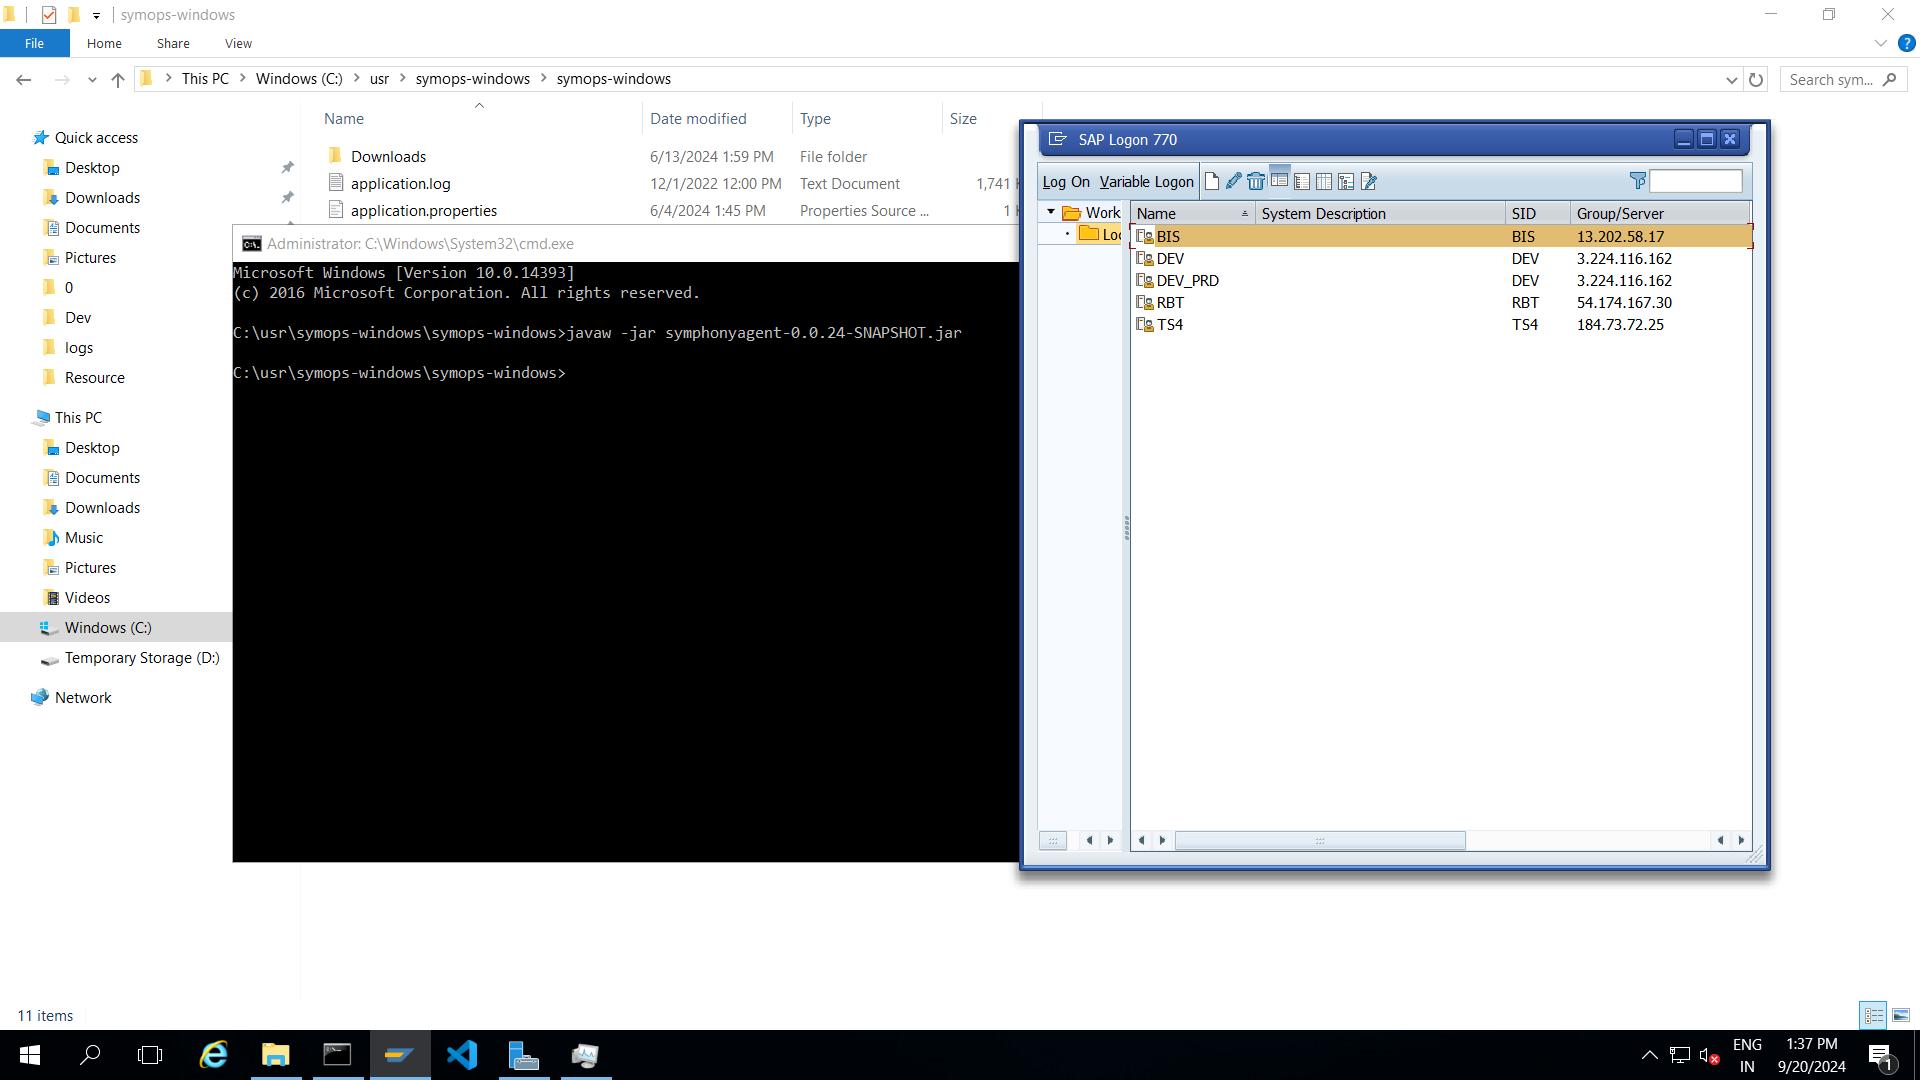 symops-windows
File
Home
Share
View
This PC
Windows (C:)
usr
symops-windows
symops-windows
Search sym...
Name
Date modified
Type
Size
Downloads
6/13/2024 1:59 PM
File folder
application.log
12/1/2022 12:00 PM
Text Document
1,741
application.properties
6/4/2024 1:45 PM
Properties Source ...
1
Quick access
Desktop
Downloads
Documents
Pictures
0
Dev
logs
Resource
This PC
Desktop
Documents
Downloads
Music
Pictures
Videos
Windows (C:)
Temporary Storage (D:)
Network
11 items
Administrator: C:\Windows\System32\cmd.exe
Microsoft Windows [Version 10.0.14393]
(c) 2016 Microsoft Corporation. All rights reserved.
C:\usr\symops-windows\symops-windows>javaw -jar symphonyagent-0.0.24-SNAPSHOT.jar
C:\usr\symops-windows\symops-windows>
SAP Logon 770
Log On
Variable Logon
Work
Loc
Name
System Description
SID
Group/Server
BIS
BIS
13.202.58.17
DEV
DEV
3.224.116.162
DEV_PRD
DEV
3.224.116.162
RBT
RBT
54.174.167.30
TS4
TS4
184.73.72.25
ENG
IN
1:37 PM
9/20/2024
1